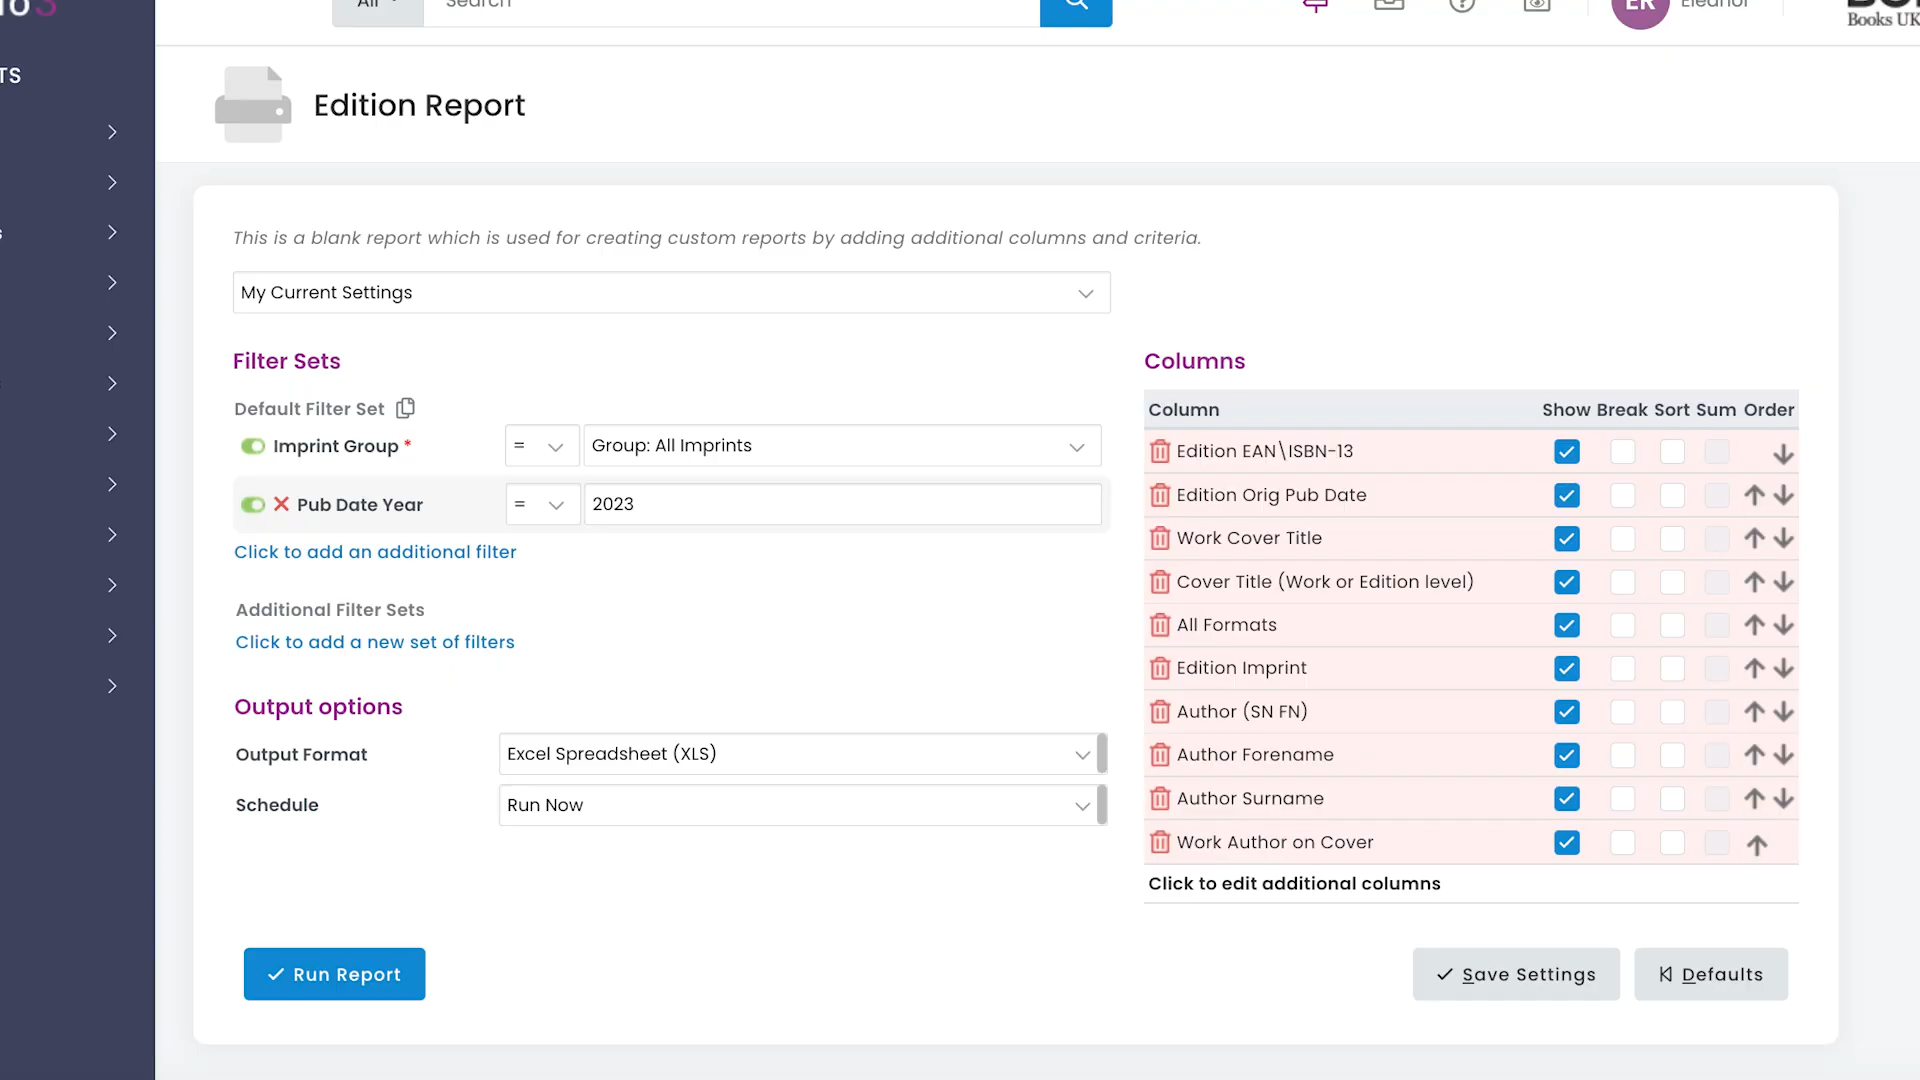 TS
Books UK
Edition Report
This is a blank report which is used for creating custom reports by adding additional columns and criteria.
My Current Settings
Filter Sets
Default Filter Set
Imprint Group *
=
Group: All Imprints
Pub Date Year
=
2023
Click to add an additional filter
Additional Filter Sets
Click to add a new set of filters
Output options
Output Format
Excel Spreadsheet (XLS)
Schedule
Run Now
Columns
Column Show Break Sort Sum Order
Edition EAN\ISBN-13
Edition Orig Pub Date
Work Cover Title
Cover Title (Work or Edition level)
All Formats
Edition Imprint
Author (SN FN)
Author Forename
Author Surname
Work Author on Cover
Click to edit additional columns
Run Report
Save Settings
Defaults